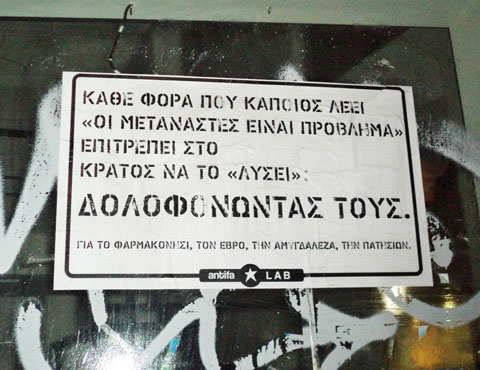 ΚΑΘΕ ΦΟΡΑ ΠΟΥ ΚΑΠΟΙΟΣ ΛΕΕΙ
«ΟΙ ΜΕΤΑΝΑΣΤΕΣ ΕΙΝΑΙ ΠΡΟΒΛΗΜΑ»
ΕΠΙΤΡΕΠΕΙ ΣΤΟ
ΚΡΑΤΟΣ ΝΑ ΤΟ «ΛΥΣΕΙ»:
ΔΟΛΟΦΟΝΩΝΤΑΣ ΤΟΥΣ.
ΓΙΑ ΤΟ ΦΑΡΜΑΚΟΝΗΣΙ, ΤΟΝ ΕΒΡΟ, ΤΗΝ ΑΜΥΓΔΑΛΕΖΑ, ΤΗΝ ΠΑΤΗΣΙΩΝ.
antifa LAB